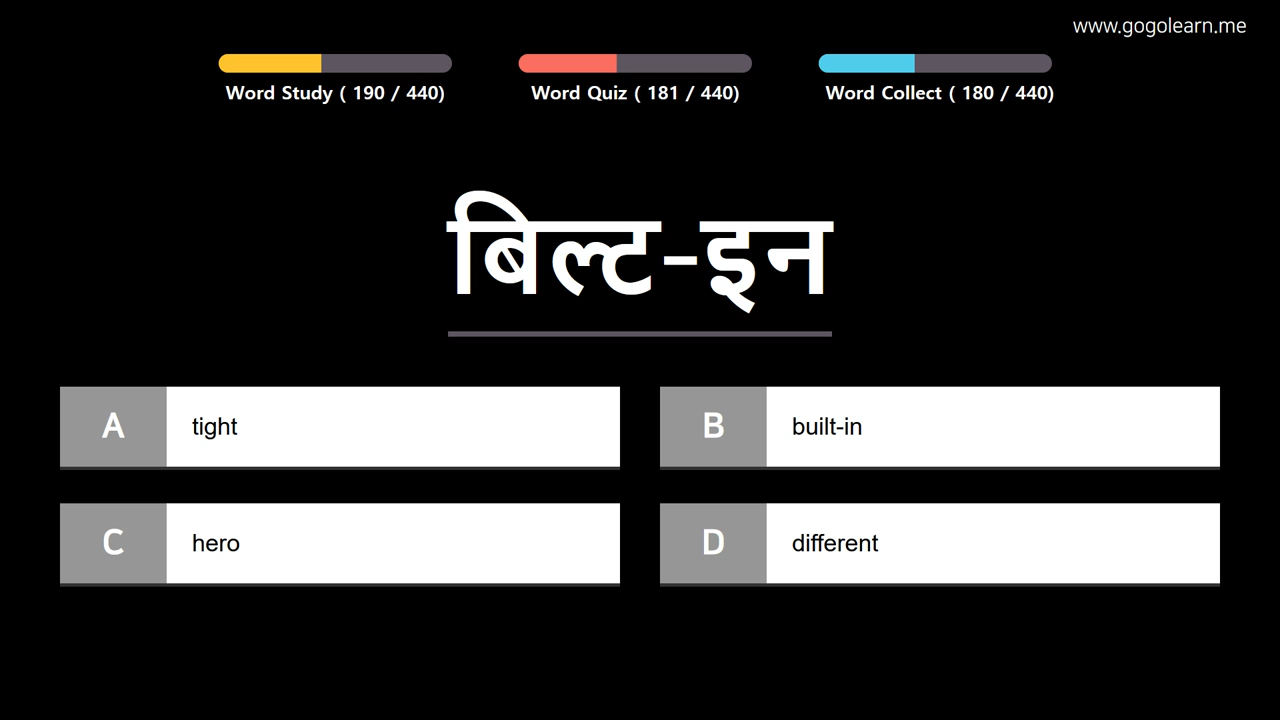 www.gogolearn.me
Word Study ( 190 / 440)
Word Quiz ( 181 / 440)
Word Collect ( 180 / 440)
बिल्ट-इन
A tight
B built-in
C hero
D different